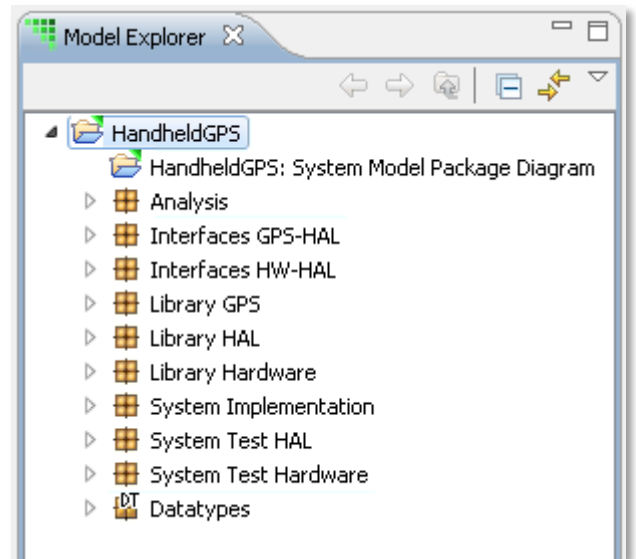 Model Explorer
HandheldGPS
HandheldGPS: System Model Package Diagram
Analysis
Interfaces GPS-HAL
Interfaces HW-HAL
Library GPS
Library HAL
Library Hardware
System Implementation
System Test HAL
System Test Hardware
DT
Datatypes